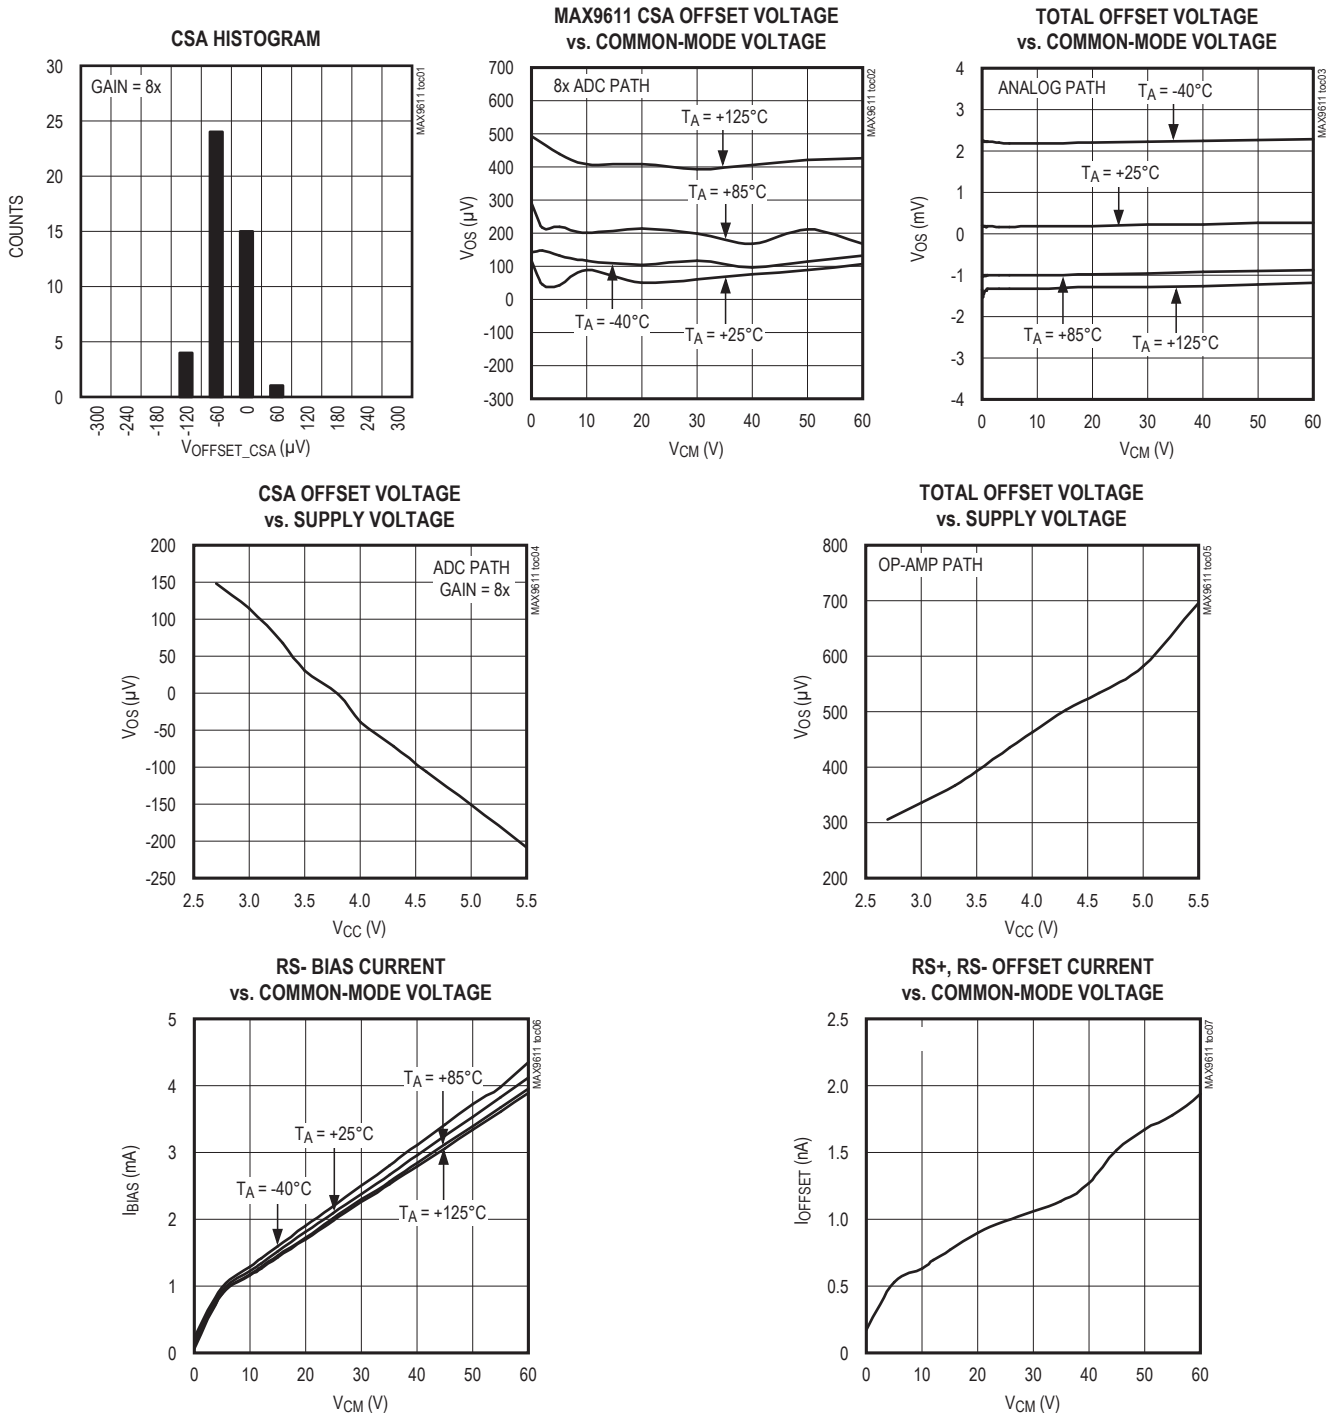 CSA HISTOGRAM
GAIN = 8x
30
25
20
15
10
5
0
COUNTS
-300
-240
-180
-120
-60
0
60
120
180
240
300
VOFFSET_CSA (µV)
MAX9611 toc01
MAX9611 CSA OFFSET VOLTAGE
vs. COMMON-MODE VOLTAGE
8x ADC PATH
TA = +125°C
TA = +85°C
TA = -40°C
TA = +25°C
700
600
500
400
300
200
100
0
-100
-200
-300
VOS (µV)
0
10
20
30
40
50
60
VCM (V)
MAX9611 toc02
TOTAL OFFSET VOLTAGE
vs. COMMON-MODE VOLTAGE
ANALOG PATH
TA = -40°C
TA = +25°C
TA = +85°C
TA = +125°C
4
3
2
1
0
-1
-2
-3
-4
VOS (mV)
0
10
20
30
40
50
60
VCM (V)
MAX9611 toc03
CSA OFFSET VOLTAGE
vs. SUPPLY VOLTAGE
ADC PATH
GAIN = 8x
200
150
100
50
0
-50
-100
-150
-200
-250
VOS (µV)
2.5
3.0
3.5
4.0
4.5
5.0
5.5
VCC (V)
MAX9611 toc04
TOTAL OFFSET VOLTAGE
vs. SUPPLY VOLTAGE
OP-AMP PATH
800
700
600
500
400
300
200
VOS (µV)
2.5
3.0
3.5
4.0
4.5
5.0
5.5
VCC (V)
MAX9611 toc05
RS- BIAS CURRENT
vs. COMMON-MODE VOLTAGE
TA = +85°C
TA = +25°C
TA = -40°C
TA = +125°C
5
4
3
2
1
0
IBIAS (mA)
0
10
20
30
40
50
60
VCM (V)
MAX9611 toc06
RS+, RS- OFFSET CURRENT
vs. COMMON-MODE VOLTAGE
2.5
2.0
1.5
1.0
0.5
0
IOFFSET (nA)
0
10
20
30
40
50
60
VCM (V)
MAX9611 toc07